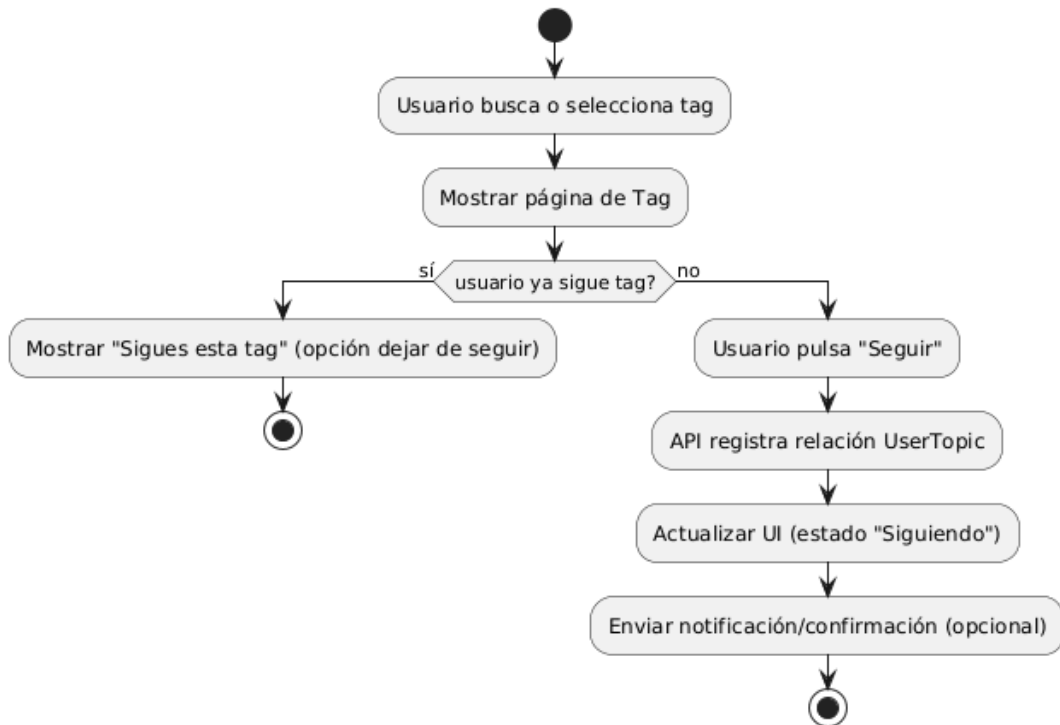 Usuario busca o selecciona tag
Mostrar página de Tag
sí
usuario ya sigue tag?
no
Mostrar "Sigues esta tag" (opción dejar de seguir)
Usuario pulsa "Seguir"
API registra relación UserTopic
Actualizar UI (estado "Siguiendo")
Enviar notificación/confirmación (opcional)